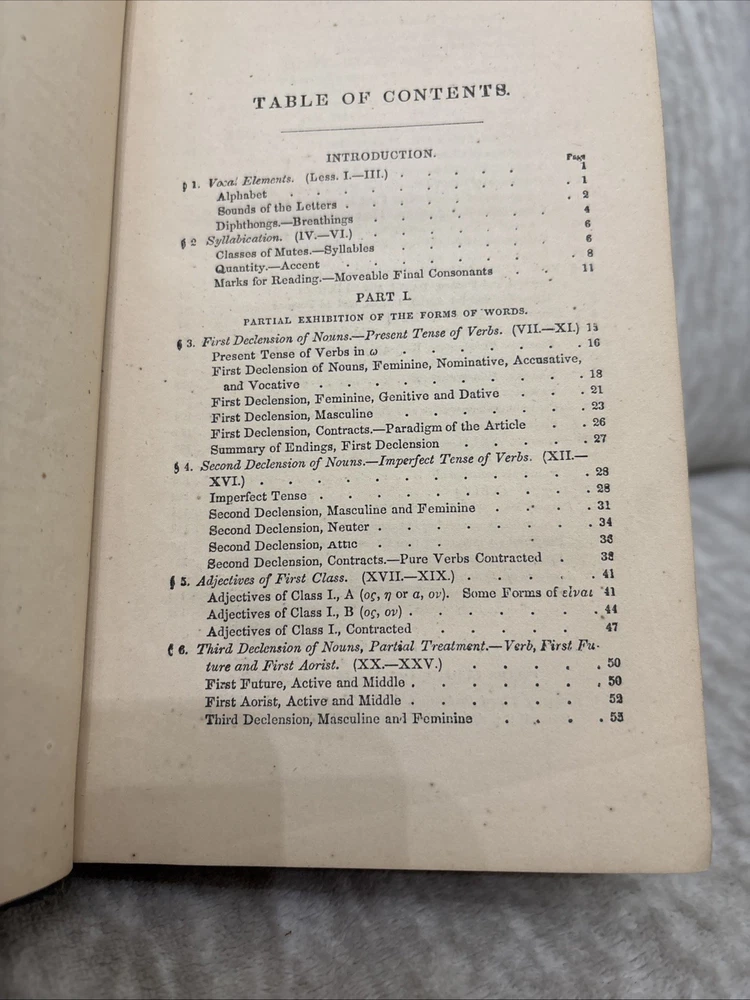 TABLE OF CONTENTS.
INTRODUCTION.
Page
§ 1. Vocal Elements. (Less. I.—III.) . . . . . 1
Alphabet . . . . . . . . 1
Sounds of the Letters . . . . . . 2
Diphthongs.—Breathings . . . . . . 4
§ 2 Syllabication. (IV.—VI.) . . . . . . 6
Classes of Mutes.—Syllables . . . . . 6
Quantity.—Accent . . . . . . . 8
Marks for Reading.—Moveable Final Consonants . . 11
PART I.
PARTIAL EXHIBITION OF THE FORMS OF WORDS.
§ 3. First Declension of Nouns.—Present Tense of Verbs. (VII.—XI.) 13
Present Tense of Verbs in ω . . . . . . . 16
First Declension of Nouns, Feminine, Nominative, Accusative,
and Vocative . . . . . . . . . 18
First Declension, Feminine, Genitive and Dative . . . 21
First Declension, Masculine . . . . . . 23
First Declension, Contracts.—Paradigm of the Article . . 26
Summary of Endings, First Declension . . . . . 27
§ 4. Second Declension of Nouns.—Imperfect Tense of Verbs. (XII.—
XVI.) . . . . . . . . . . . 28
Imperfect Tense . . . . . . . . . 28
Second Declension, Masculine and Feminine . . . . 31
Second Declension, Neuter . . . . . . . . 34
Second Declension, Attic . . . . . . 36
Second Declension, Contracts.—Pure Verbs Contracted . 38
§ 5. Adjectives of First Class. (XVII.—XIX.) . . . . . 41
Adjectives of Class I., A (ος, η or α, ον). Some Forms of εἶναι 41
Adjectives of Class I., B (ος, ον) . . . . . . . 44
Adjectives of Class I., Contracted . . . . . 47
§ 6. Third Declension of Nouns, Partial Treatment.—Verb, First Fu-
ture and First Aorist. (XX.—XXV.) . . . . . 50
First Future, Active and Middle . . . . . . . 50
First Aorist, Active and Middle . . . . . . 52
Third Declension, Masculine and Feminine . . . . 53